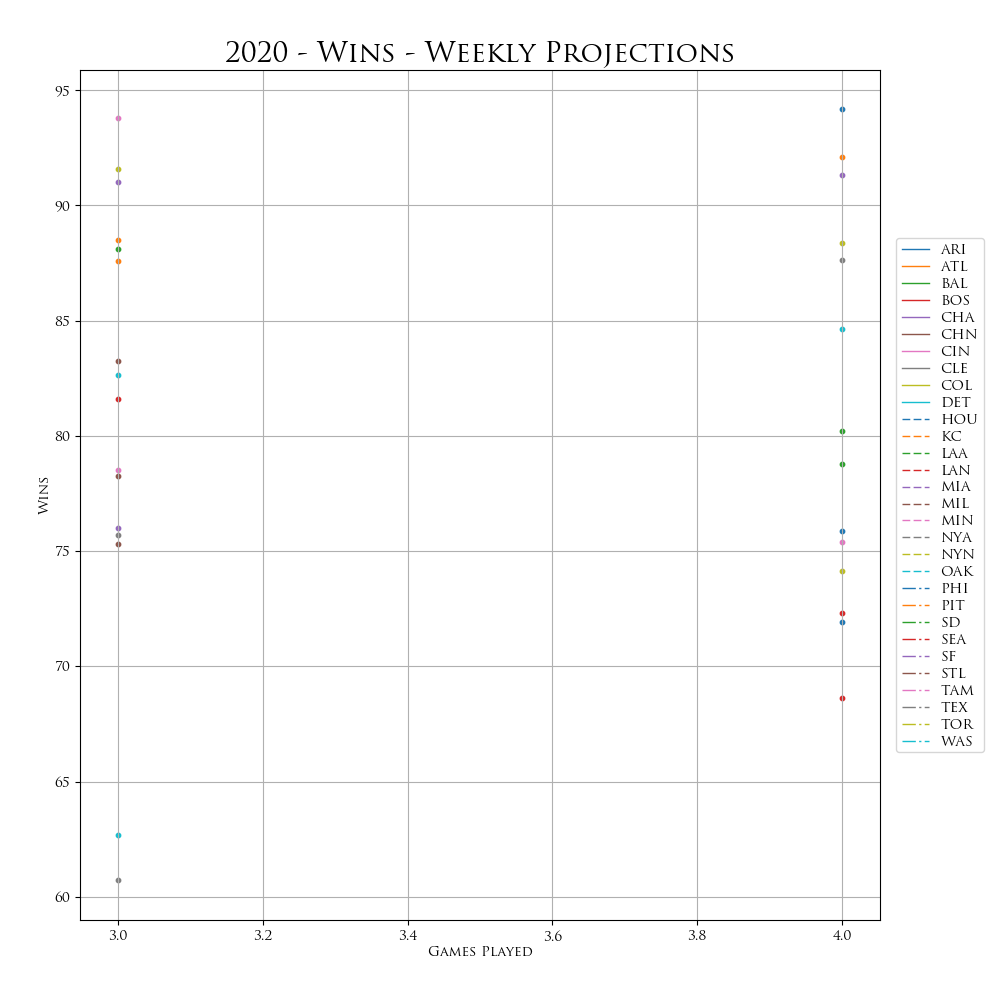 2020 - Wins - Weekly Projections
95
90
85
80
75
70
65
60
Wins
3.0 3.2 3.4 3.6 3.8 4.0
Games Played
ARI
ATL
BAL
BOS
CHA
CHN
CIN
CLE
COL
DET
HOU
KC
LAA
LAN
MIA
MIL
MIN
NYA
NYN
OAK
PHI
PIT
SD
SEA
SF
STL
TAM
TEX
TOR
WAS